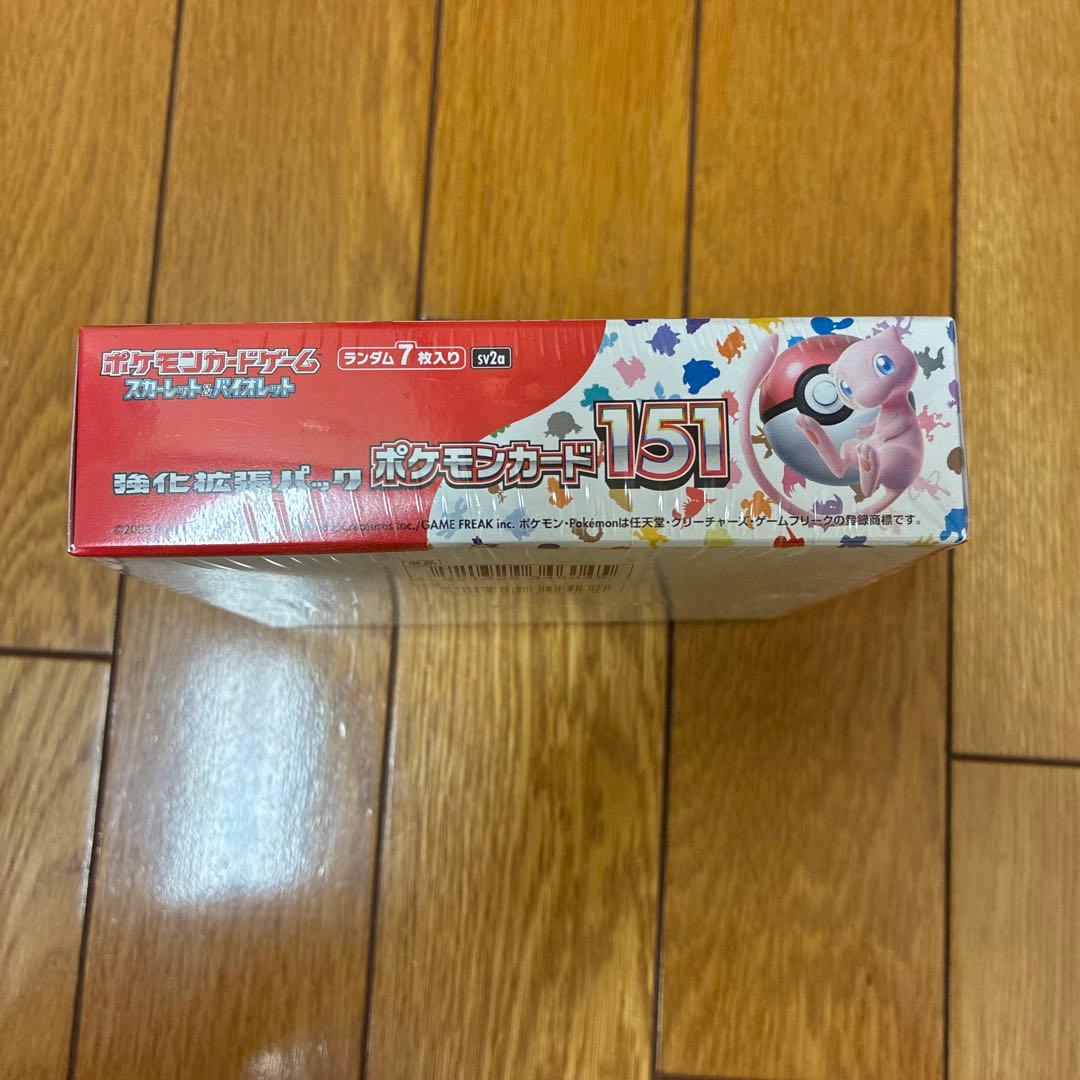 ポケモンカードゲーム
スカーレット&バイオレット
ランダム7枚入り
sv2a
強化拡張パック
ポケモンカード151
Creatures Inc./GAME FREAK inc. ポケモン・Pokémonは任天堂・クリーチャーズ・ゲームフリークの登録商標です。